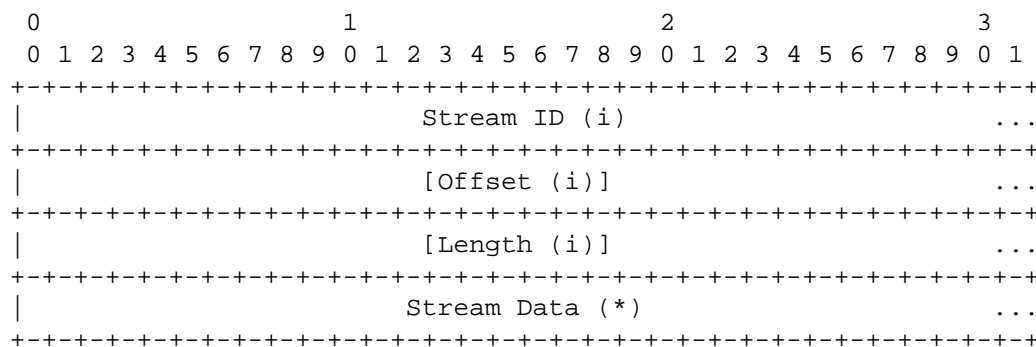 0                   1                   2                   3
 0 1 2 3 4 5 6 7 8 9 0 1 2 3 4 5 6 7 8 9 0 1 2 3 4 5 6 7 8 9 0 1
+-+-+-+-+-+-+-+-+-+-+-+-+-+-+-+-+-+-+-+-+-+-+-+-+-+-+-+-+-+-+-+-+
|                         Stream ID (i)                       ...
+-+-+-+-+-+-+-+-+-+-+-+-+-+-+-+-+-+-+-+-+-+-+-+-+-+-+-+-+-+-+-+-+
|                         [Offset (i)]                        ...
+-+-+-+-+-+-+-+-+-+-+-+-+-+-+-+-+-+-+-+-+-+-+-+-+-+-+-+-+-+-+-+-+
|                         [Length (i)]                        ...
+-+-+-+-+-+-+-+-+-+-+-+-+-+-+-+-+-+-+-+-+-+-+-+-+-+-+-+-+-+-+-+-+
|                        Stream Data (*)                      ...
+-+-+-+-+-+-+-+-+-+-+-+-+-+-+-+-+-+-+-+-+-+-+-+-+-+-+-+-+-+-+-+-+